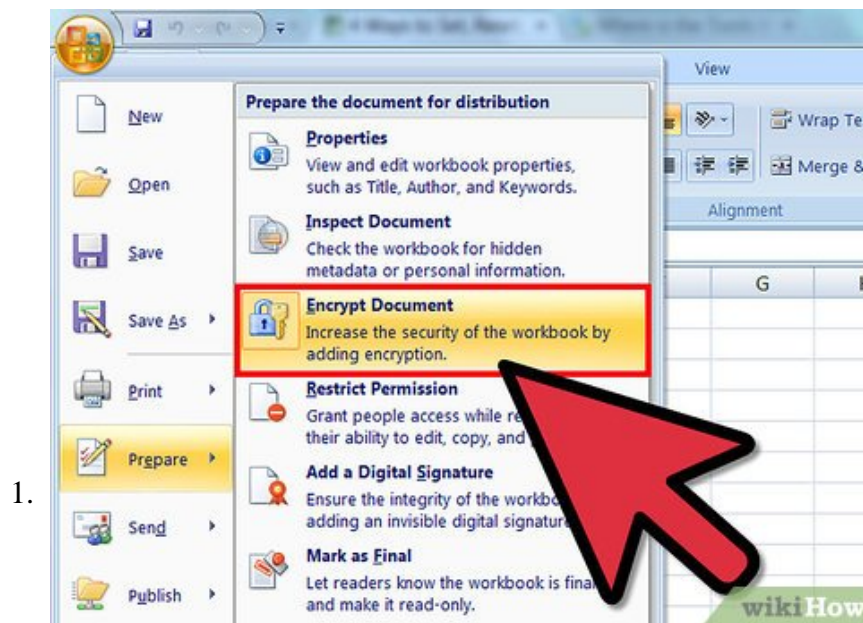 View
Prepare the document for distribution
New
Properties
View and edit workbook properties,
such as Title, Author, and Keywords.
Wrap Te
Open
Merge &
Inspect Document
Check the workbook for hidden
metadata or personal information.
Alignment
Save
G
Encrypt Document
Increase the security of the workbook by
adding encryption.
Save As
Restrict Permission
Grant people access while re
their ability to edit, copy, and
Print
Prepare
Add a Digital Signature
Ensure the integrity of the workbo
adding an invisible digital signature
1.
Send
Mark as Final
Let readers know the workbook is fina
and make it read-only.
Publish
wikiHow